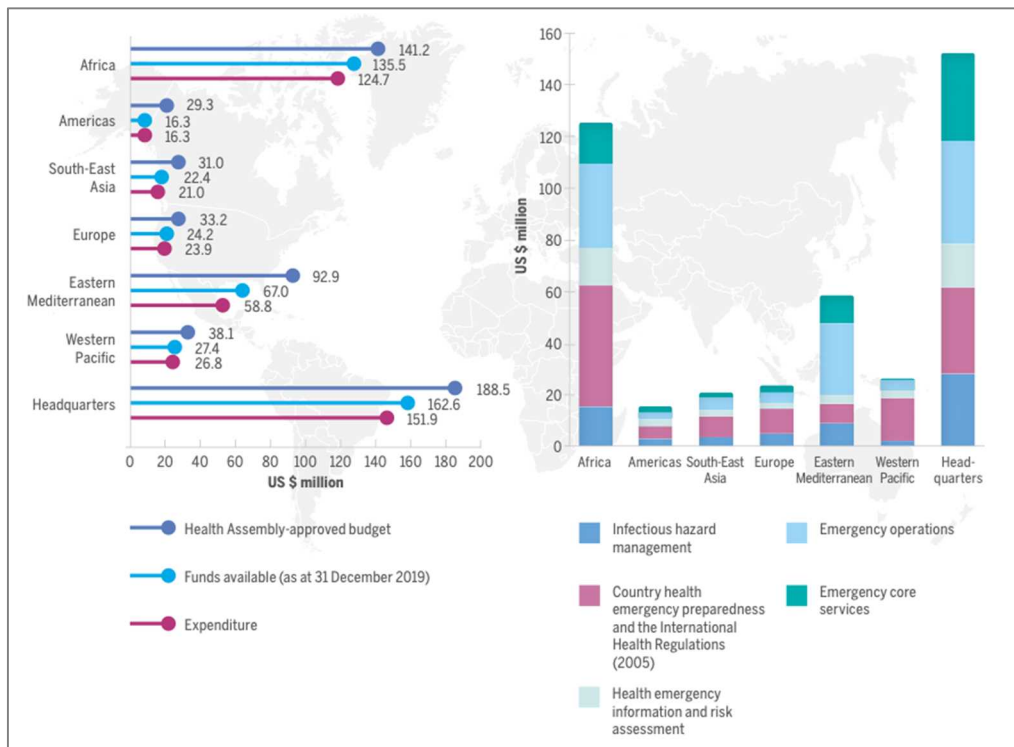 Africa
141.2
135.5
124.7
Americas
29.3
16.3
16.3
South-East
Asia
31.0
22.4
21.0
Europe
33.2
24.2
23.9
Eastern
Mediterranean
92.9
67.0
58.8
Western
Pacific
38.1
27.4
26.8
Headquarters
188.5
162.6
151.9
0 20 40 60 80 100 120 140 160 180 200
US $ million
Health Assembly-approved budget
Funds available (as at 31 December 2019)
Expenditure
US $ million
160
140
120
100
80
60
40
20
0
Africa
Americas
South-East
Asia
Europe
Eastern
Mediterranean
Western
Pacific
Head-
quarters
Infectious hazard
management
Country health
emergency preparedness
and the International
Health Regulations
(2005)
Health emergency
information and risk
assessment
Emergency operations
Emergency core
services